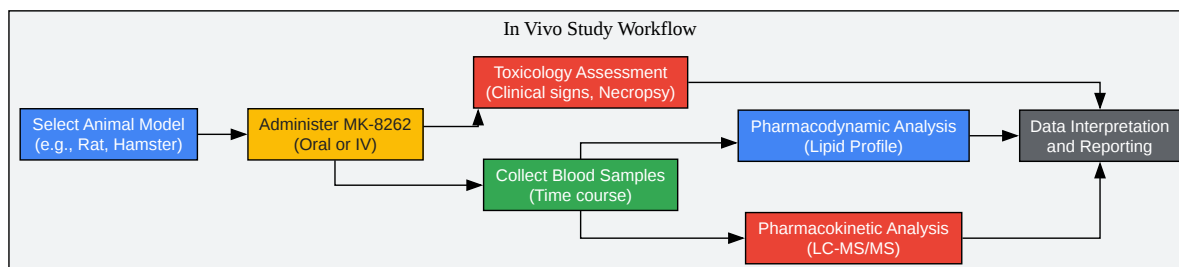 In Vivo Study Workflow
Toxicology Assessment
(Clinical signs, Necropsy)
Select Animal Model
(e.g., Rat, Hamster)
Administer MK-8262
(Oral or IV)
Pharmacodynamic Analysis
(Lipid Profile)
Data Interpretation
and Reporting
Collect Blood Samples
(Time course)
Pharmacokinetic Analysis
(LC-MS/MS)